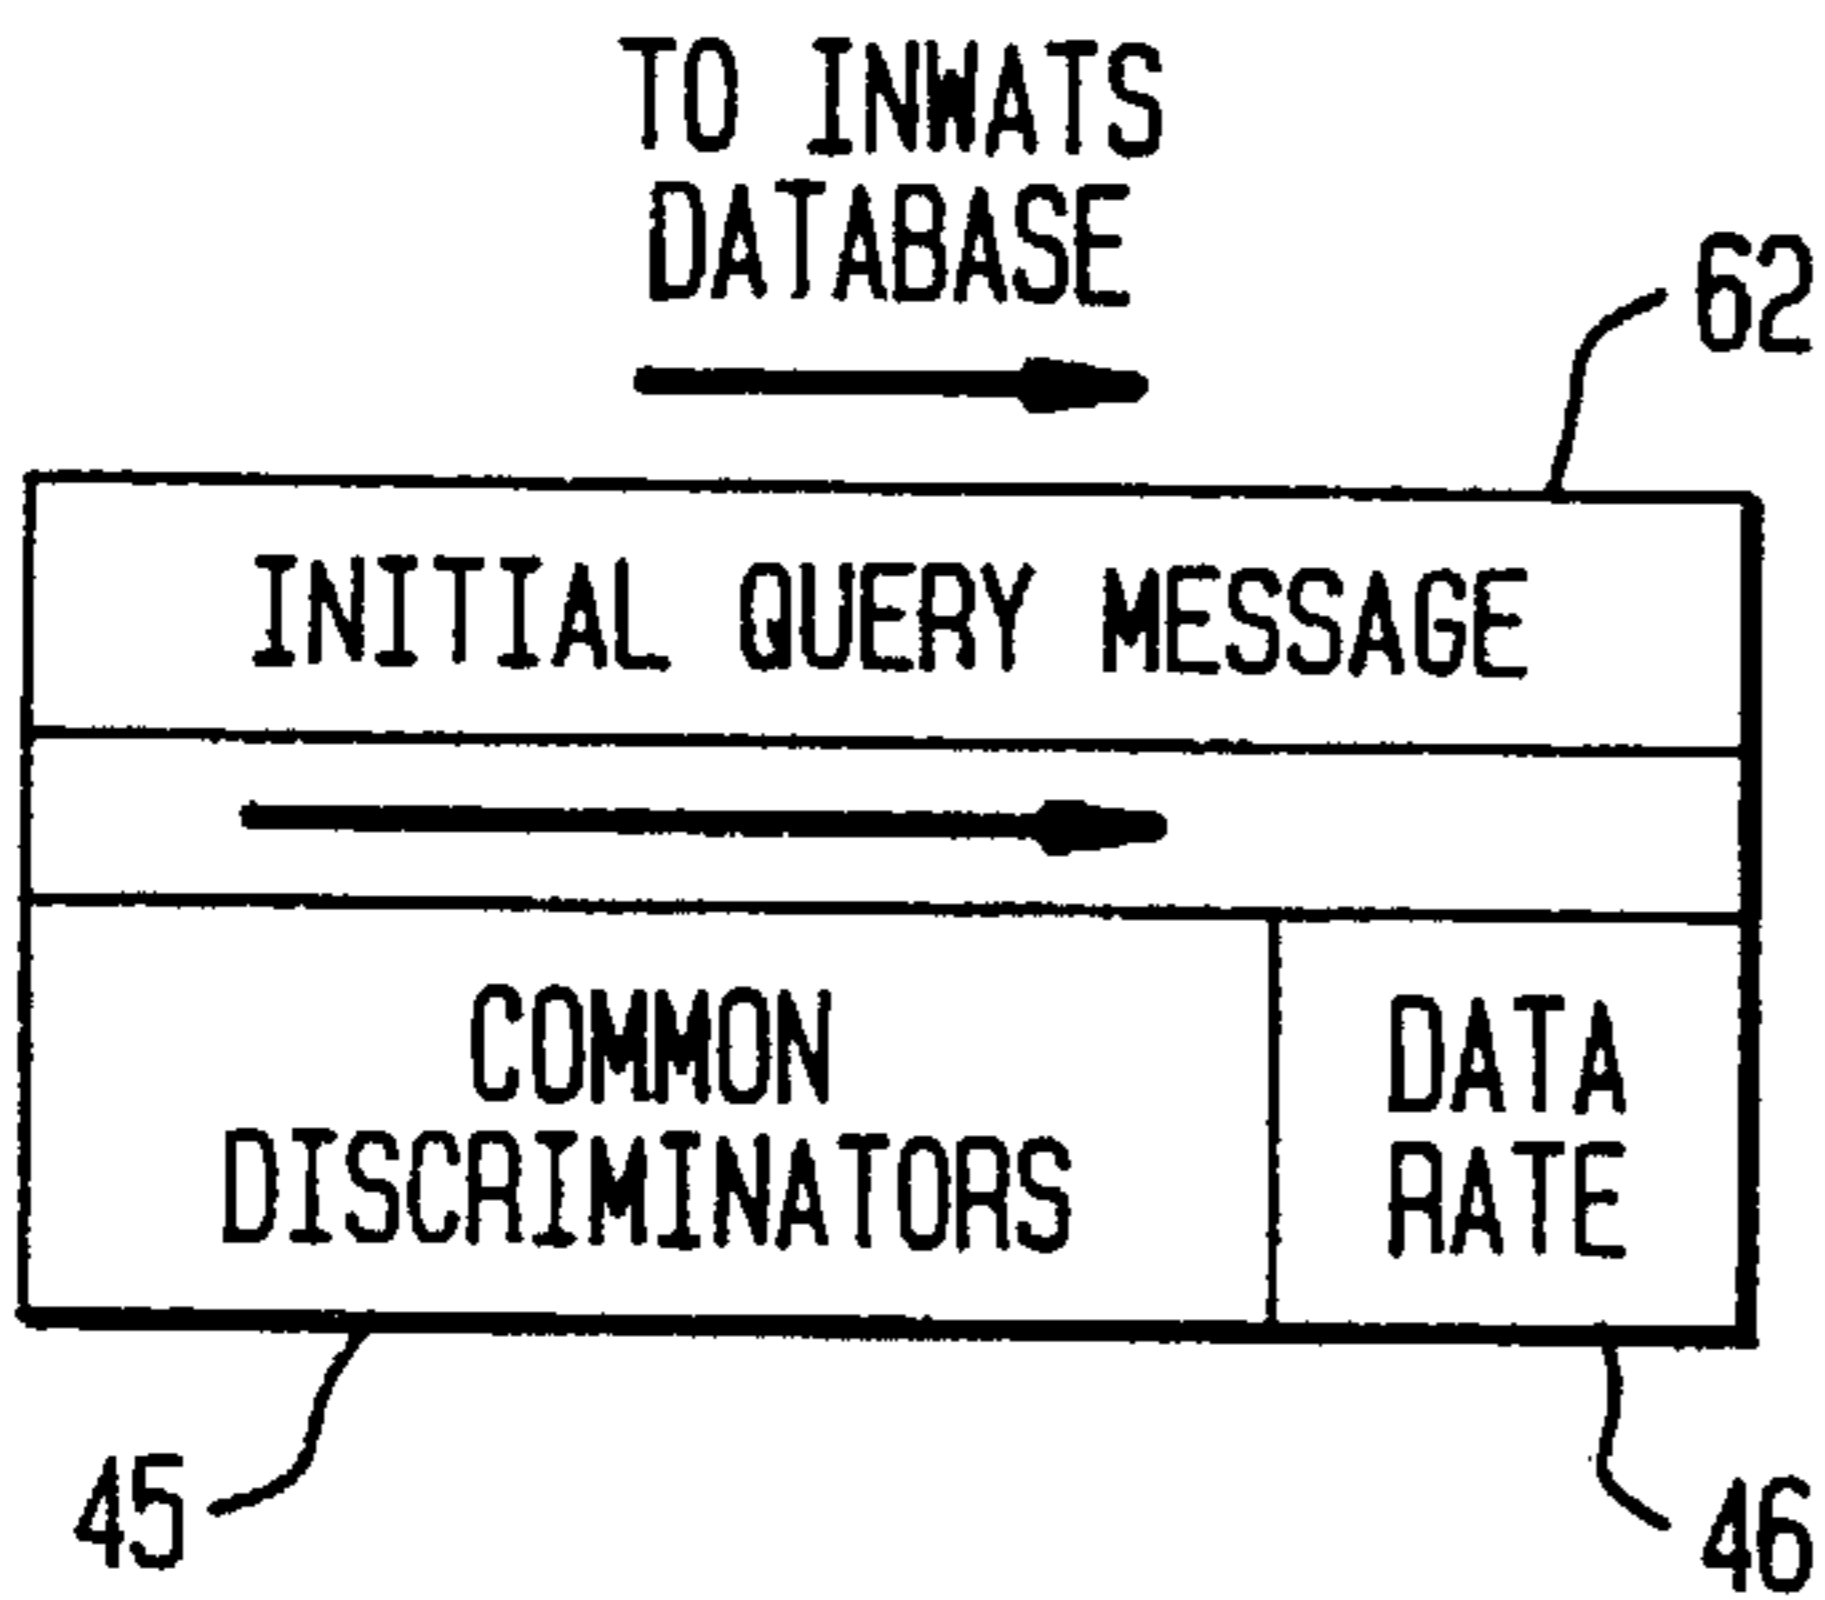 TO INWATS
DATABASE
62
INITIAL QUERY MESSAGE
COMMON
DISCRIMINATORS
DATA
RATE
45
46